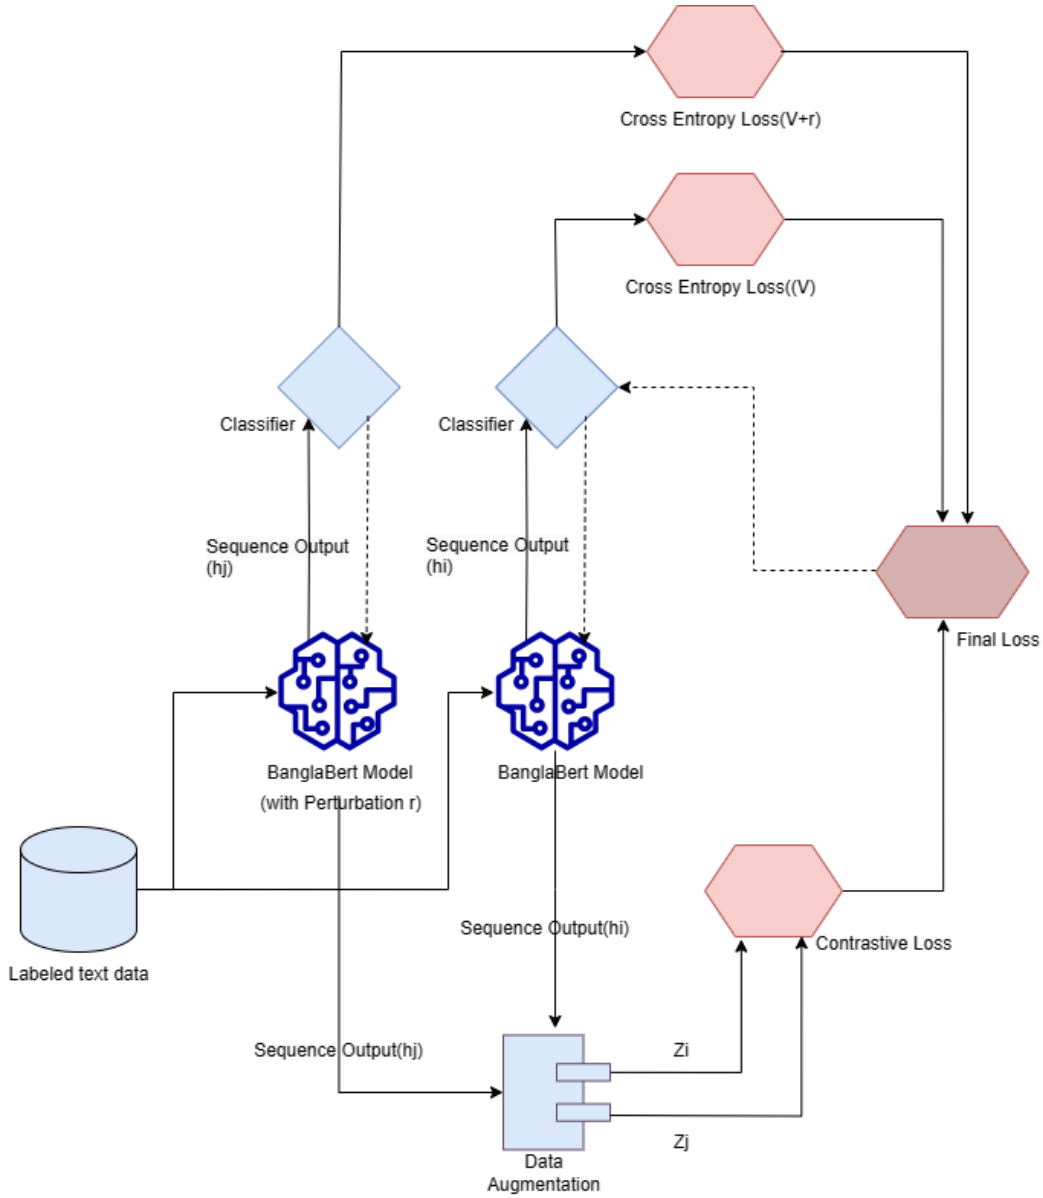 Cross Entropy Loss(V+r)
Cross Entropy Loss((V)
Classifier
Classifier
Sequence Output
(hj)
Sequence Output
(hi)
Final Loss
BanglaBert Model
(with Perturbation r)
BanglaBert Model
Labeled text data
Sequence Output(hi)
Contrastive Loss
Sequence Output(hj)
Zi
Zj
Data
Augmentation